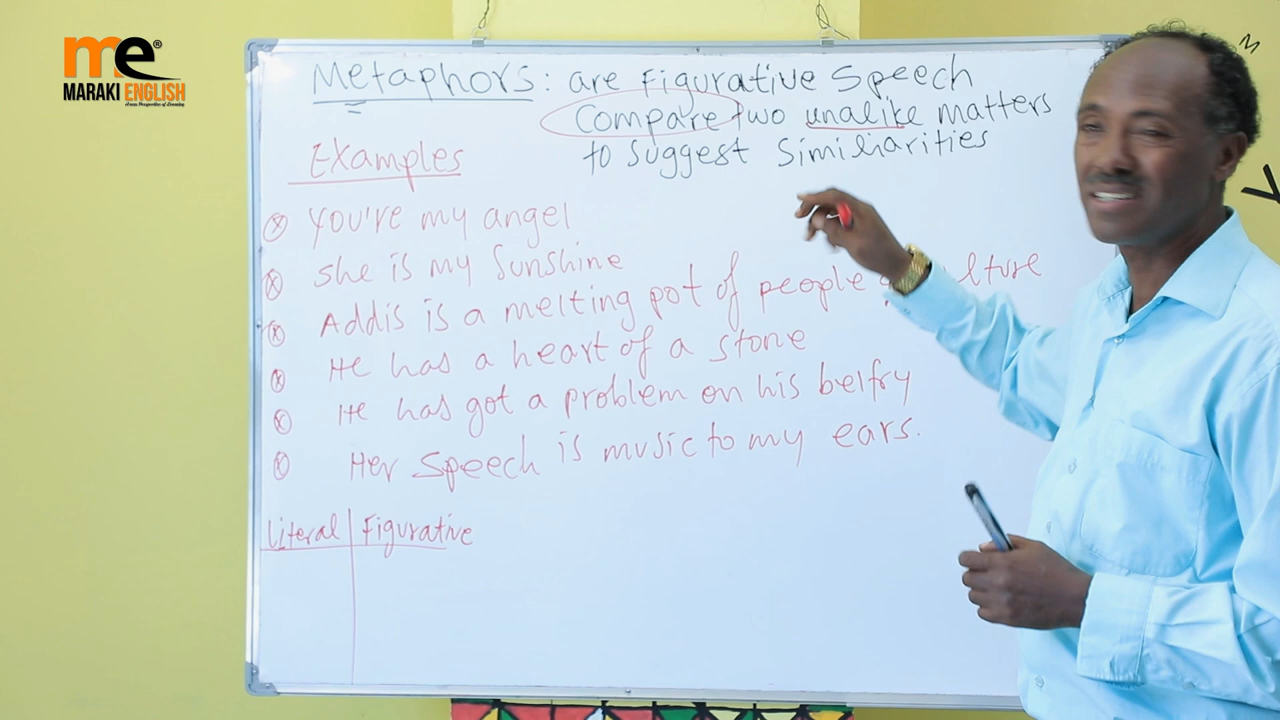 me®
MARAKI ENGLISH
Metaphors: are Figurative Speech
Compare two unalike matters
to suggest similiarities
Examples
You're my angel
She is my Sunshine
Addis is a melting pot of people lture
He has a heart of a stone
He has got a problem on his belfry
Her Speech is music to my ears.
Literal Figurative
M
Y